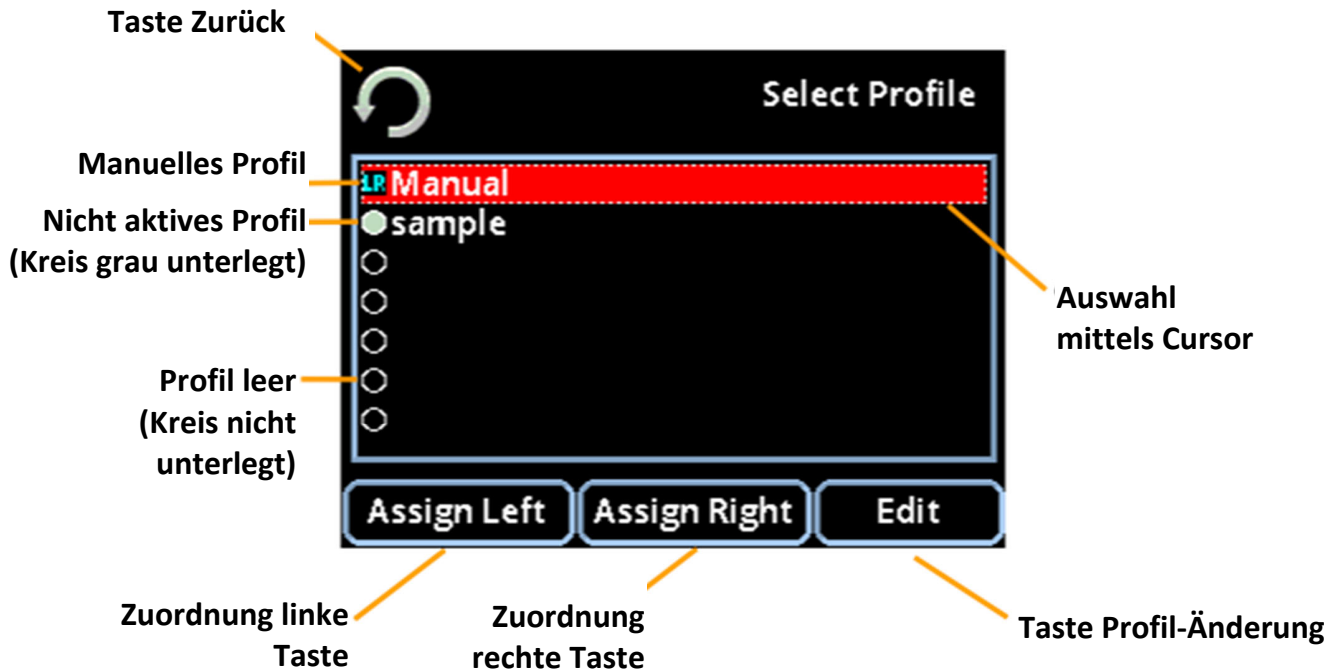 Taste Zurück
Select Profile
Manuelles Profil
LR Manual
Nicht aktives Profil
(Kreis grau unterlegt)
sample
Auswahl
mittels Cursor
Profil leer
(Kreis nicht
unterlegt)
Assign Left
Assign Right
Edit
Zuordnung linke
Taste
Zuordnung
rechte Taste
Taste Profil-Änderung